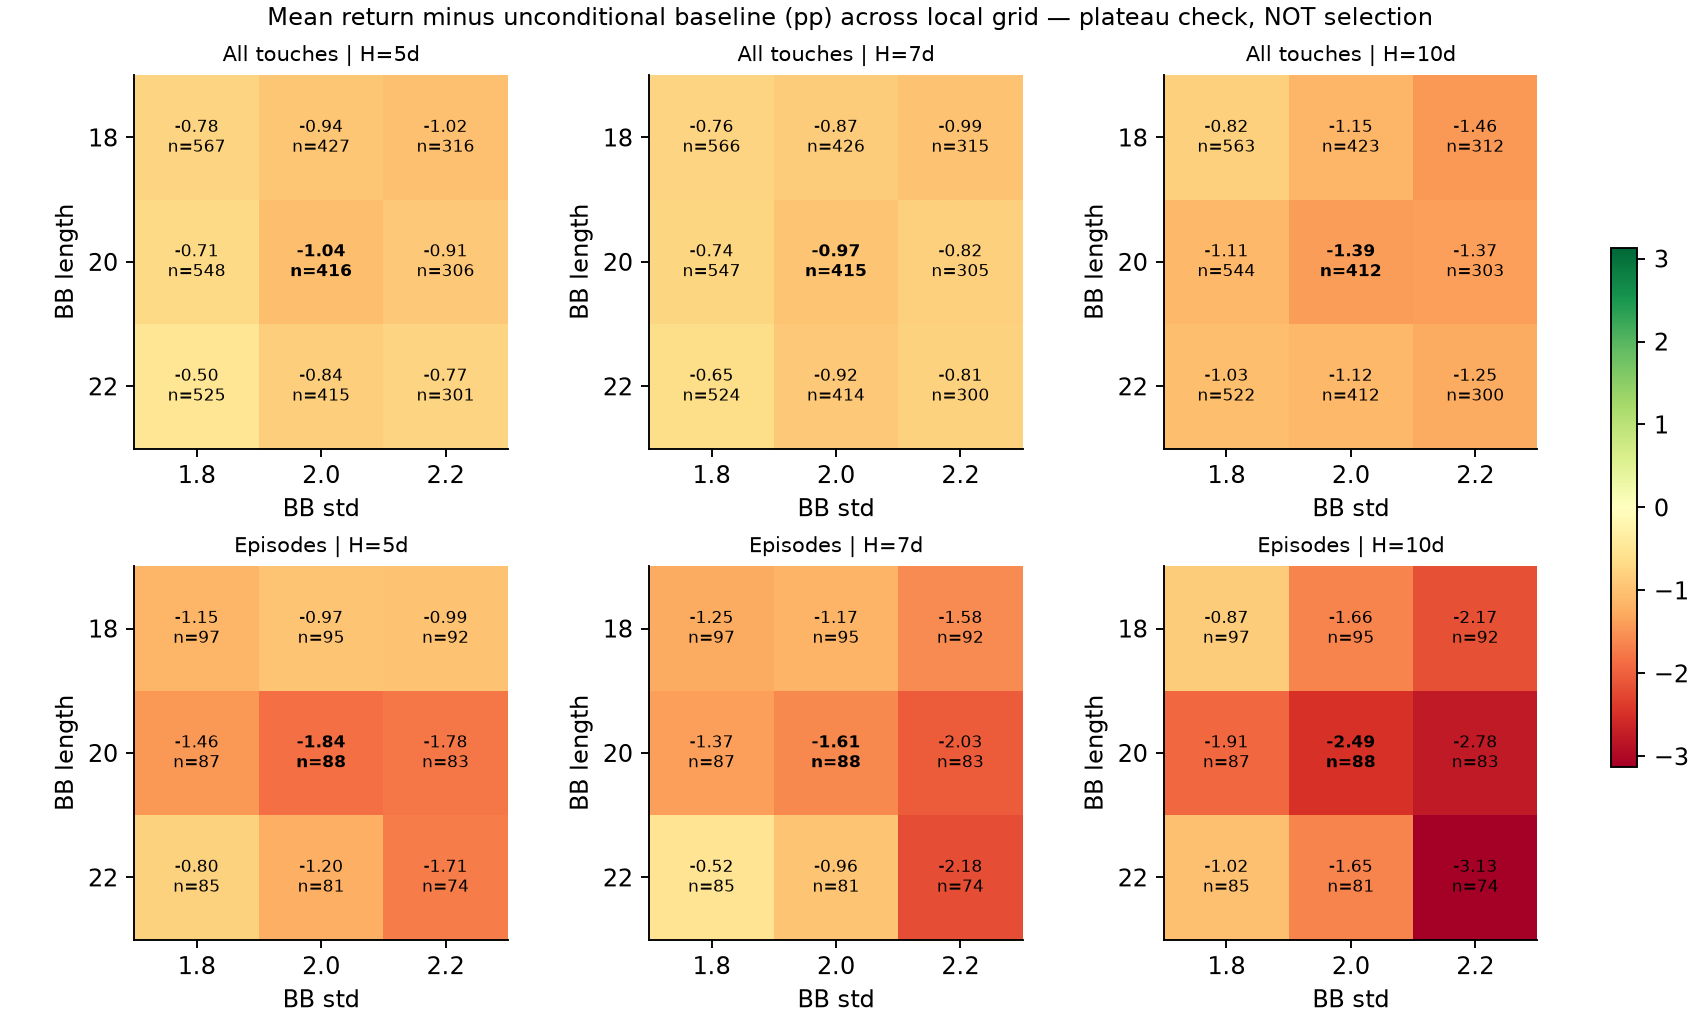 Mean return minus unconditional baseline (pp) across local grid — plateau check, NOT selection
All touches | H=5d
BB length
18
20
22
-0.78
n=567
-0.94
n=427
-1.02
n=316
-0.71
n=548
-1.04
n=416
-0.91
n=306
-0.50
n=525
-0.84
n=415
-0.77
n=301
1.8
2.0
2.2
BB std
All touches | H=7d
BB length
18
20
22
-0.76
n=566
-0.87
n=426
-0.99
n=315
-0.74
n=547
-0.97
n=415
-0.82
n=305
-0.65
n=524
-0.92
n=414
-0.81
n=300
1.8
2.0
2.2
BB std
All touches | H=10d
BB length
18
20
22
-0.82
n=563
-1.15
n=423
-1.46
n=312
-1.11
n=544
-1.39
n=412
-1.37
n=303
-1.03
n=522
-1.12
n=412
-1.25
n=300
1.8
2.0
2.2
BB std
Episodes | H=5d
BB length
18
20
22
-1.15
n=97
-0.97
n=95
-0.99
n=92
-1.46
n=87
-1.84
n=88
-1.78
n=83
-0.80
n=85
-1.20
n=81
-1.71
n=74
1.8
2.0
2.2
BB std
Episodes | H=7d
BB length
18
20
22
-1.25
n=97
-1.17
n=95
-1.58
n=92
-1.37
n=87
-1.61
n=88
-2.03
n=83
-0.52
n=85
-0.96
n=81
-2.18
n=74
1.8
2.0
2.2
BB std
Episodes | H=10d
BB length
18
20
22
-0.87
n=97
-1.66
n=95
-2.17
n=92
-1.91
n=87
-2.49
n=88
-2.78
n=83
-1.02
n=85
-1.65
n=81
-3.13
n=74
1.8
2.0
2.2
BB std
3
2
1
0
−1
−2
−3